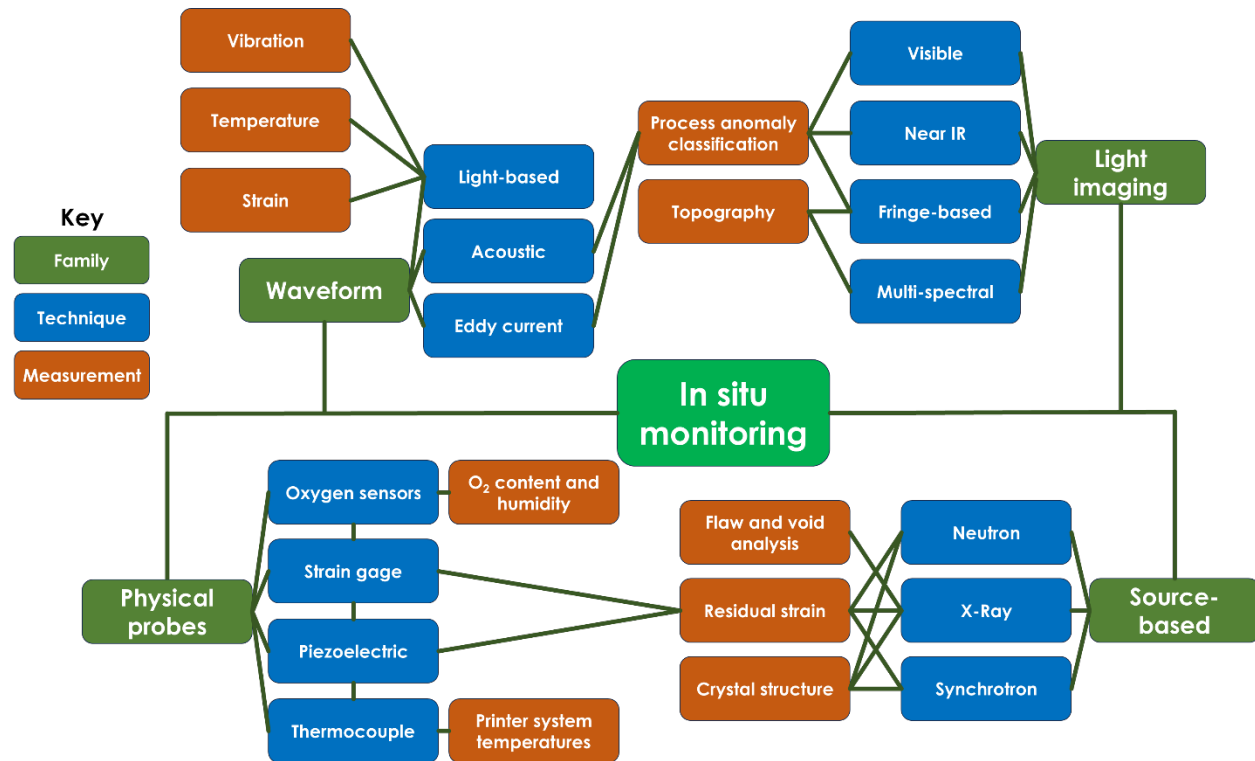 Vibration
Temperature
Strain
Key
Family
Technique
Measurement
Light-based
Acoustic
Eddy current
Waveform
Process anomaly
classification
Topography
Visible
Near IR
Fringe-based
Multi-spectral
Light
imaging
In situ
monitoring
Physical
probes
Oxygen sensors
Strain gage
Piezoelectric
Thermocouple
O₂ content and
humidity
Printer system
temperatures
Flaw and void
analysis
Residual strain
Crystal structure
Neutron
X-Ray
Synchrotron
Source-
based